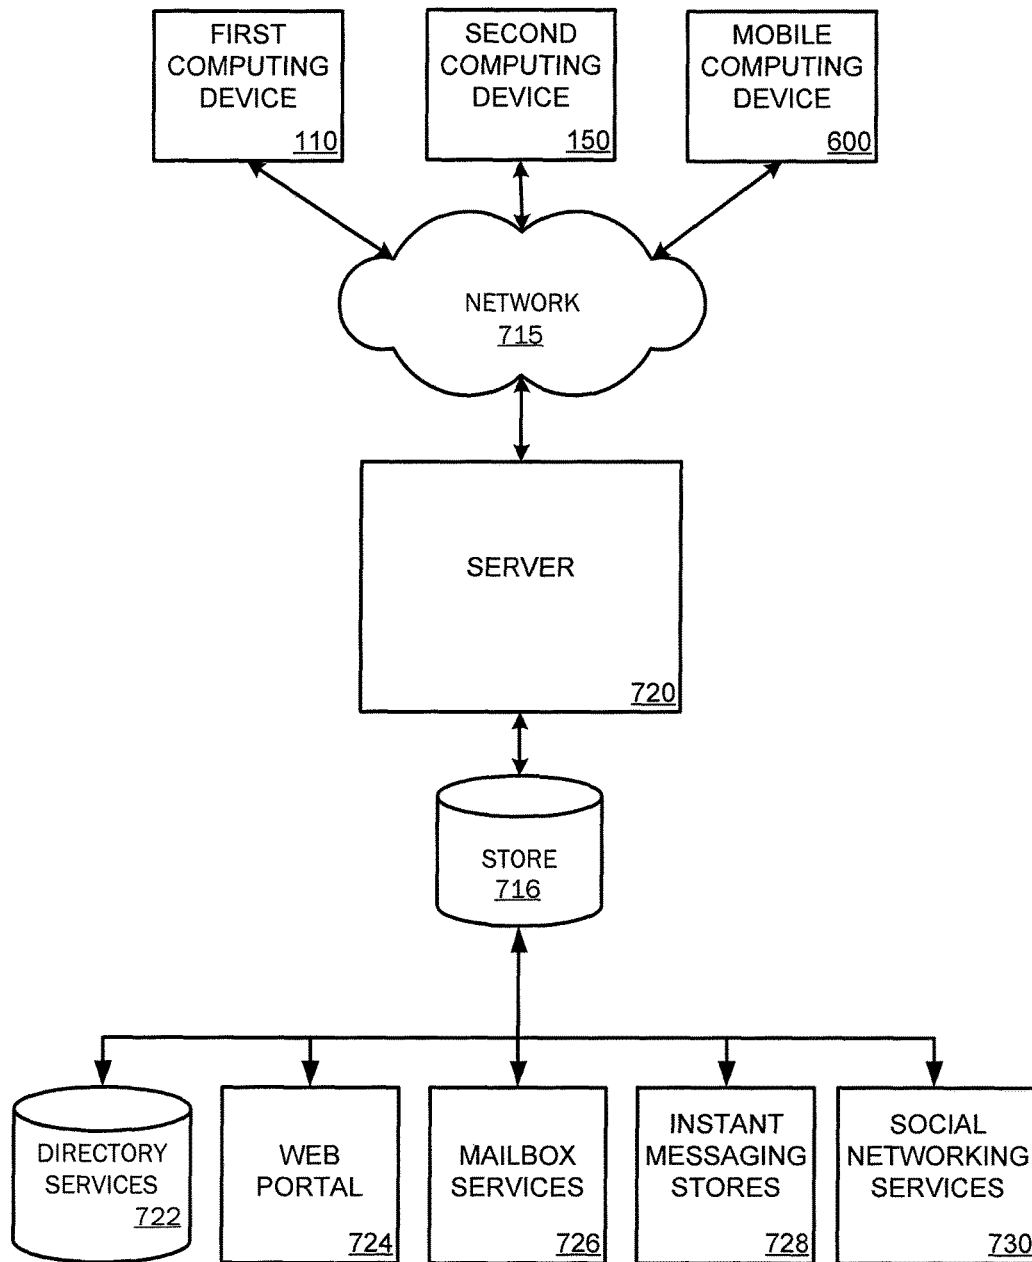 FIRST
COMPUTING
DEVICE
110
SECOND
COMPUTING
DEVICE
150
MOBILE
COMPUTING
DEVICE
600
NETWORK
715
SERVER
720
STORE
716
DIRECTORY
SERVICES
722
WEB
PORTAL
724
MAILBOX
SERVICES
726
INSTANT
MESSAGING
STORES
728
SOCIAL
NETWORKING
SERVICES
730